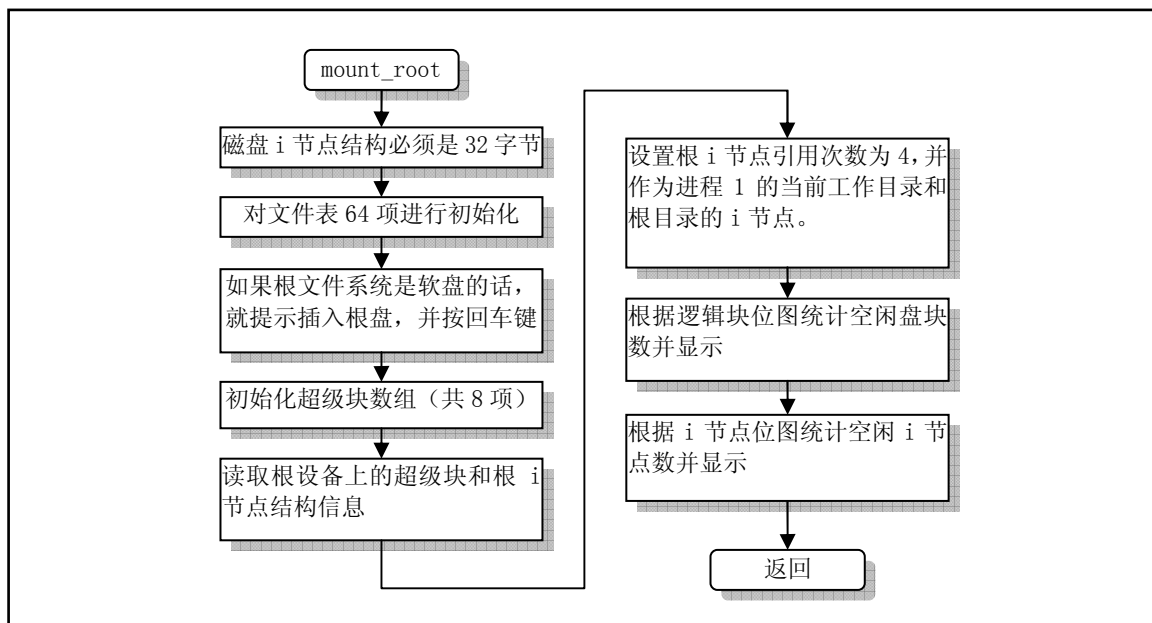 mount_root
磁盘 i 节点结构必须是 32 字节
对文件表 64 项进行初始化
如果根文件系统是软盘的话，
就提示插入根盘，并按回车键
初始化超级块数组（共 8 项）
读取根设备上的超级块和根 i
节点结构信息
设置根 i 节点引用次数为 4，并
作为进程 1 的当前工作目录和
根目录的 i 节点。
根据逻辑块位图统计空闲盘块
数并显示
根据 i 节点位图统计空闲 i 节
点数并显示
返回